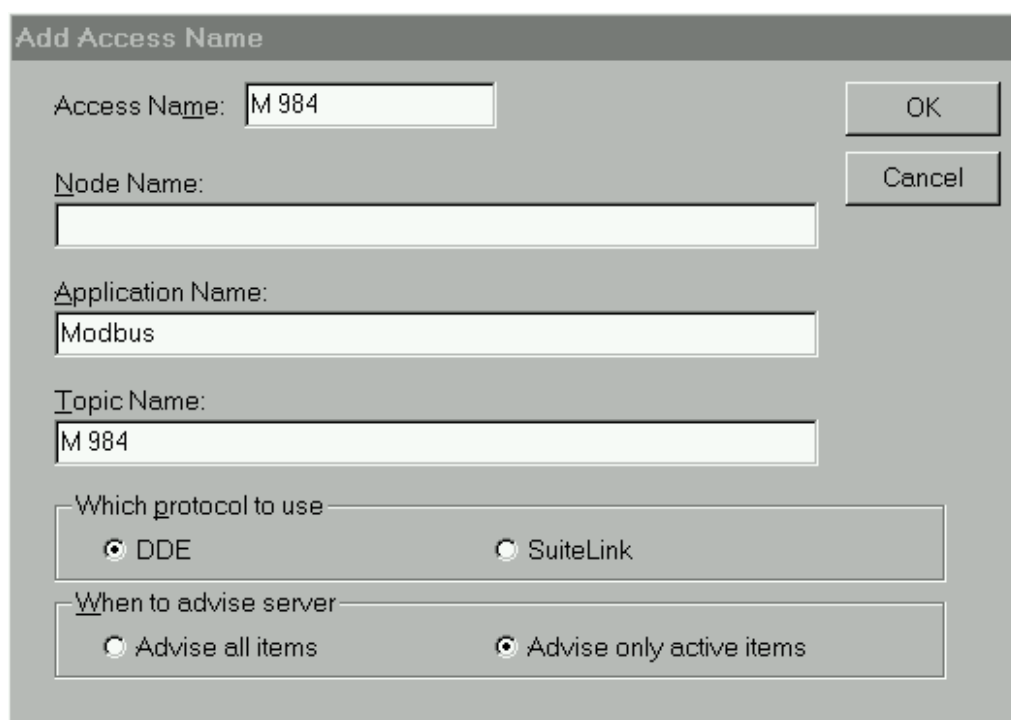 Add Access Name
Access Name: M 984
OK
Cancel
Node Name:
Application Name:
Modbus
Topic Name:
M 984
Which protocol to use
DDE SuiteLink
When to advise server
Advise all items Advise only active items